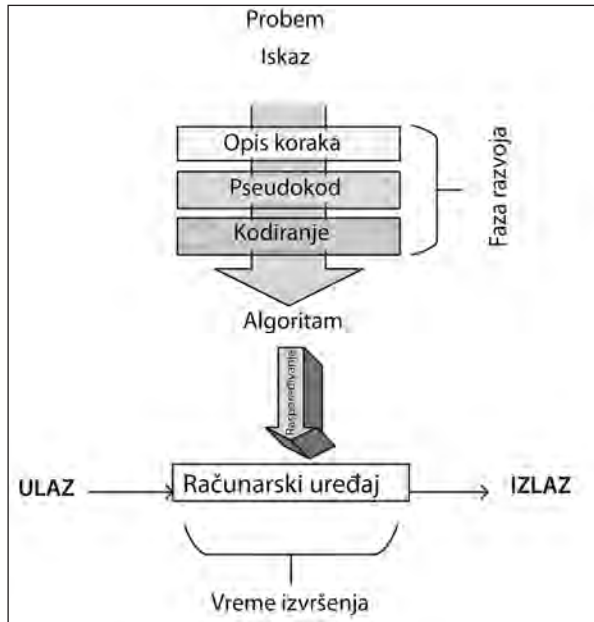 Probem
Iskaz
Opis koraka
Pseudokod
Kodiranje
Faza razvoja
Algoritam
Raspoređivanje
ULAZ
Računarski uređaj
IZLAZ
Vreme izvršenja